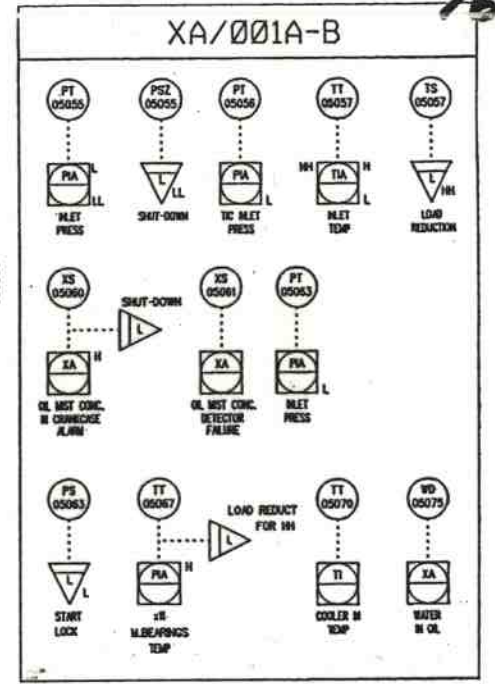 XA/001A-B
PT 05055
PSZ 05055
PT 05056
TT 05057
TS 05057
PIA L LL
L LL
PIA L
TIA HH H L
L HH
INLET PRESS
SHUT-DOWN
TIC INLET PRESS
INLET TEMP
LOAD REDUCTION
XS 05060
SHUT-DOWN
XS 05061
PT 05063
L
XA H
XA
PIA L
OIL MIST CONC. IN CRANKCASE ALARM
OIL MIST CONC. DETECTOR FAILURE
INLET PRESS
PS 05063
TT 05067
LOAD REDUCT FOR HH
TT 05070
WD 05075
L
L L
PIA H
TI
XA
START LOCK
M.BEARINGS TEMP
COOLER IN TEMP
WATER IN OIL